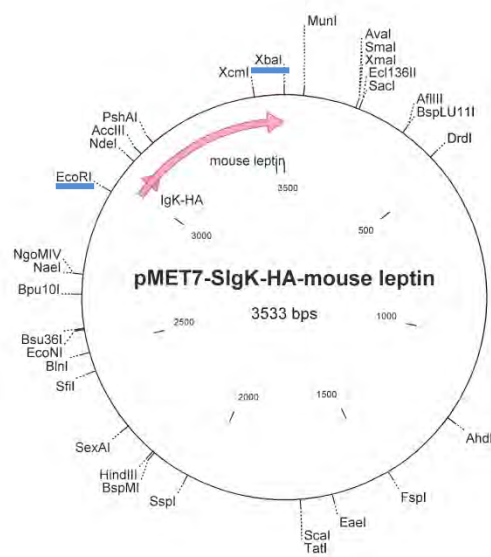 MunI
XbaI
XcmI
AvaI
SmaI
XmaI
Ecl136II
SacI
AflIII
BspLU11I
DrdI
PshAI
AccIII
NdeI
EcoRI
mouse leptin
IgK-HA
3500
500
3000
NgoMIV
NaeI
Bpu10I
pMET7-SIgK-HA-mouse leptin
3533 bps
1000
2500
Bsu36I
EcoNI
BlnI
SfiI
2000
1500
SexAI
HindIII
BspMI
SspI
AhdI
FspI
EaeI
ScaI
TatI